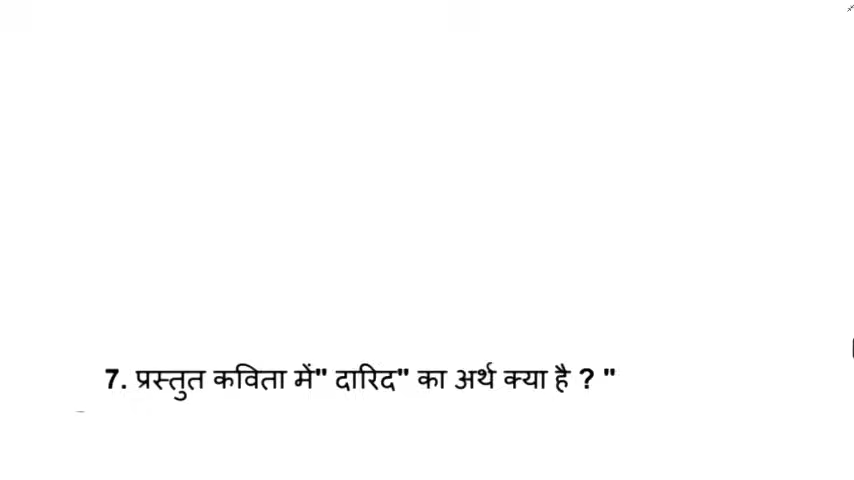 7. प्रस्तुत कविता में" दारिद" का अर्थ क्या है ? "